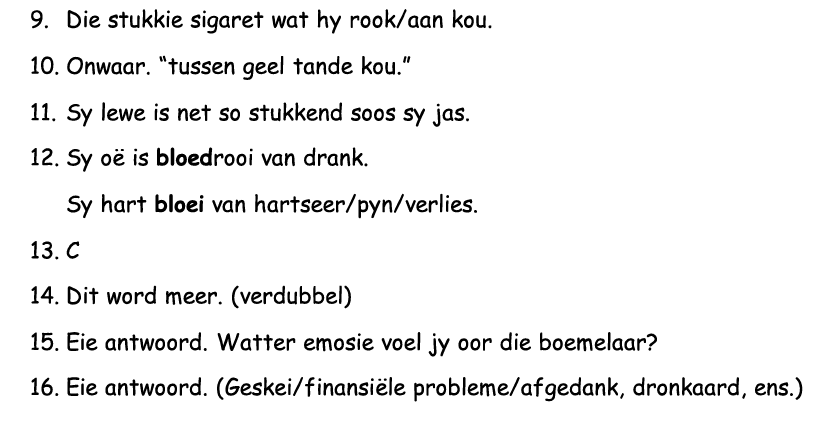 9. Die stukkie sigaret wat hy rook/aan kou.
10. Onwaar. "tussen geel tande kou."
11. Sy lewe is net so stukkend soos sy jas.
12. Sy oë is bloedrooi van drank.
Sy hart bloei van hartseer/pyn/verlies.
13. C
14. Dit word meer. (verdubbel)
15. Eie antwoord. Watter emosie voel jy oor die boemelaar?
16. Eie antwoord. (Geskei/finansiële probleme/afgedank, dronkaard, ens.)